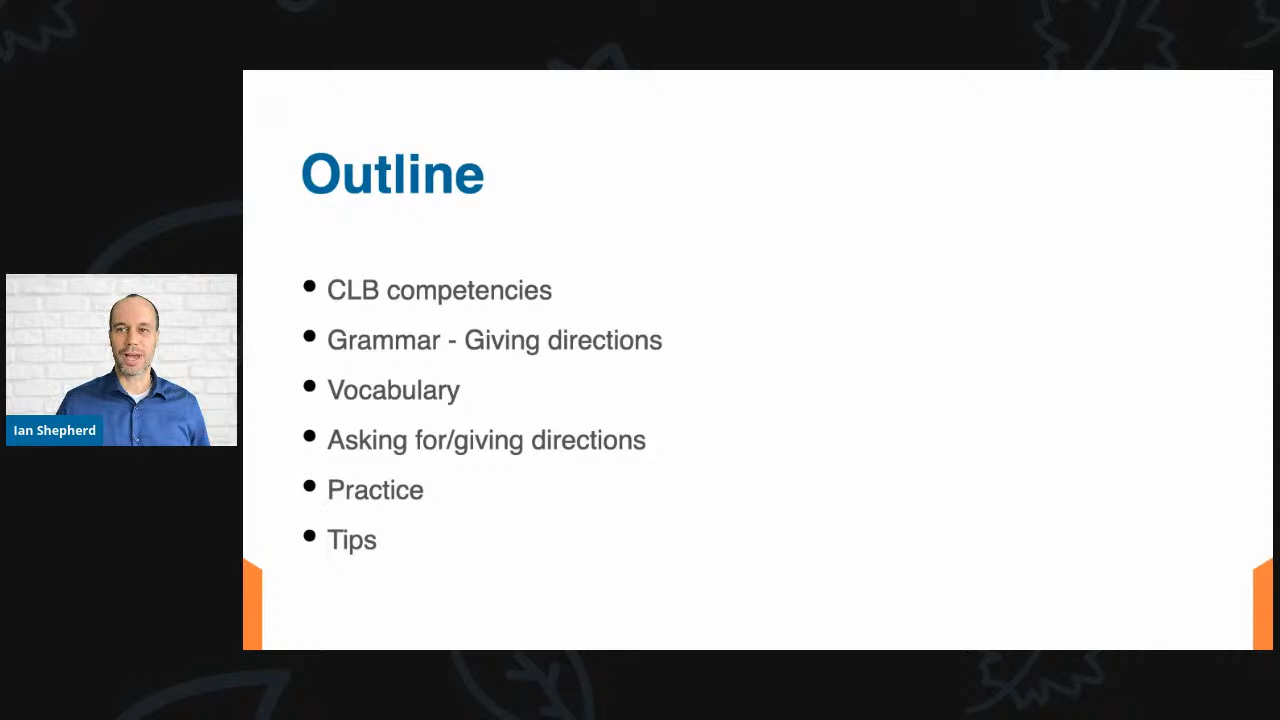 Outline
• CLB competencies
• Grammar - Giving directions
• Vocabulary
• Asking for/giving directions
• Practice
• Tips
Ian Shepherd